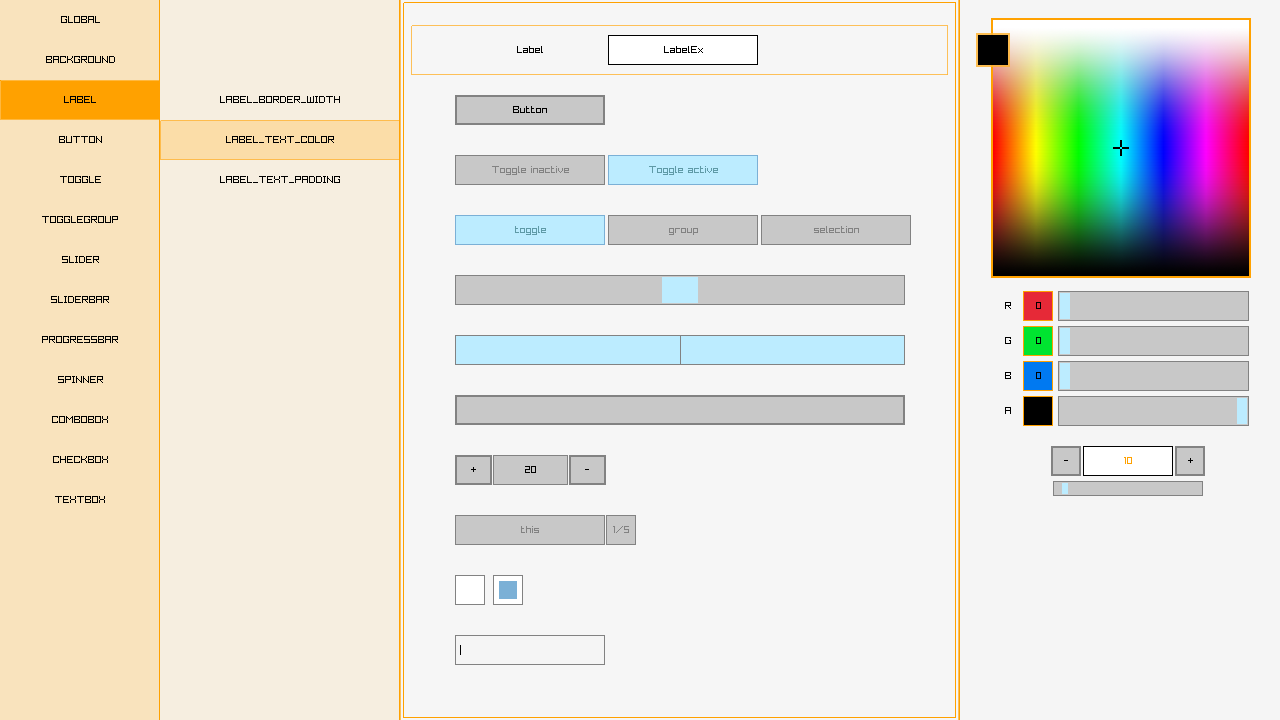 GLOBAL
BACKGROUND
LABEL
BUTTON
TOGGLE
TOGGLEGROUP
SLIDER
SLIDERBAR
PROGRESSBAR
SPINNER
COMBOBOX
CHECKBOX
TEXTBOX
LABEL_BORDER_WIDTH
LABEL_TEXT_COLOR
LABEL_TEXT_PADDING
Label LabelEx
Button
Toggle inactive Toggle active
toggle group selection
+ 20 -
this 1/5
R 0
G 0
B 0
A
- 10 +